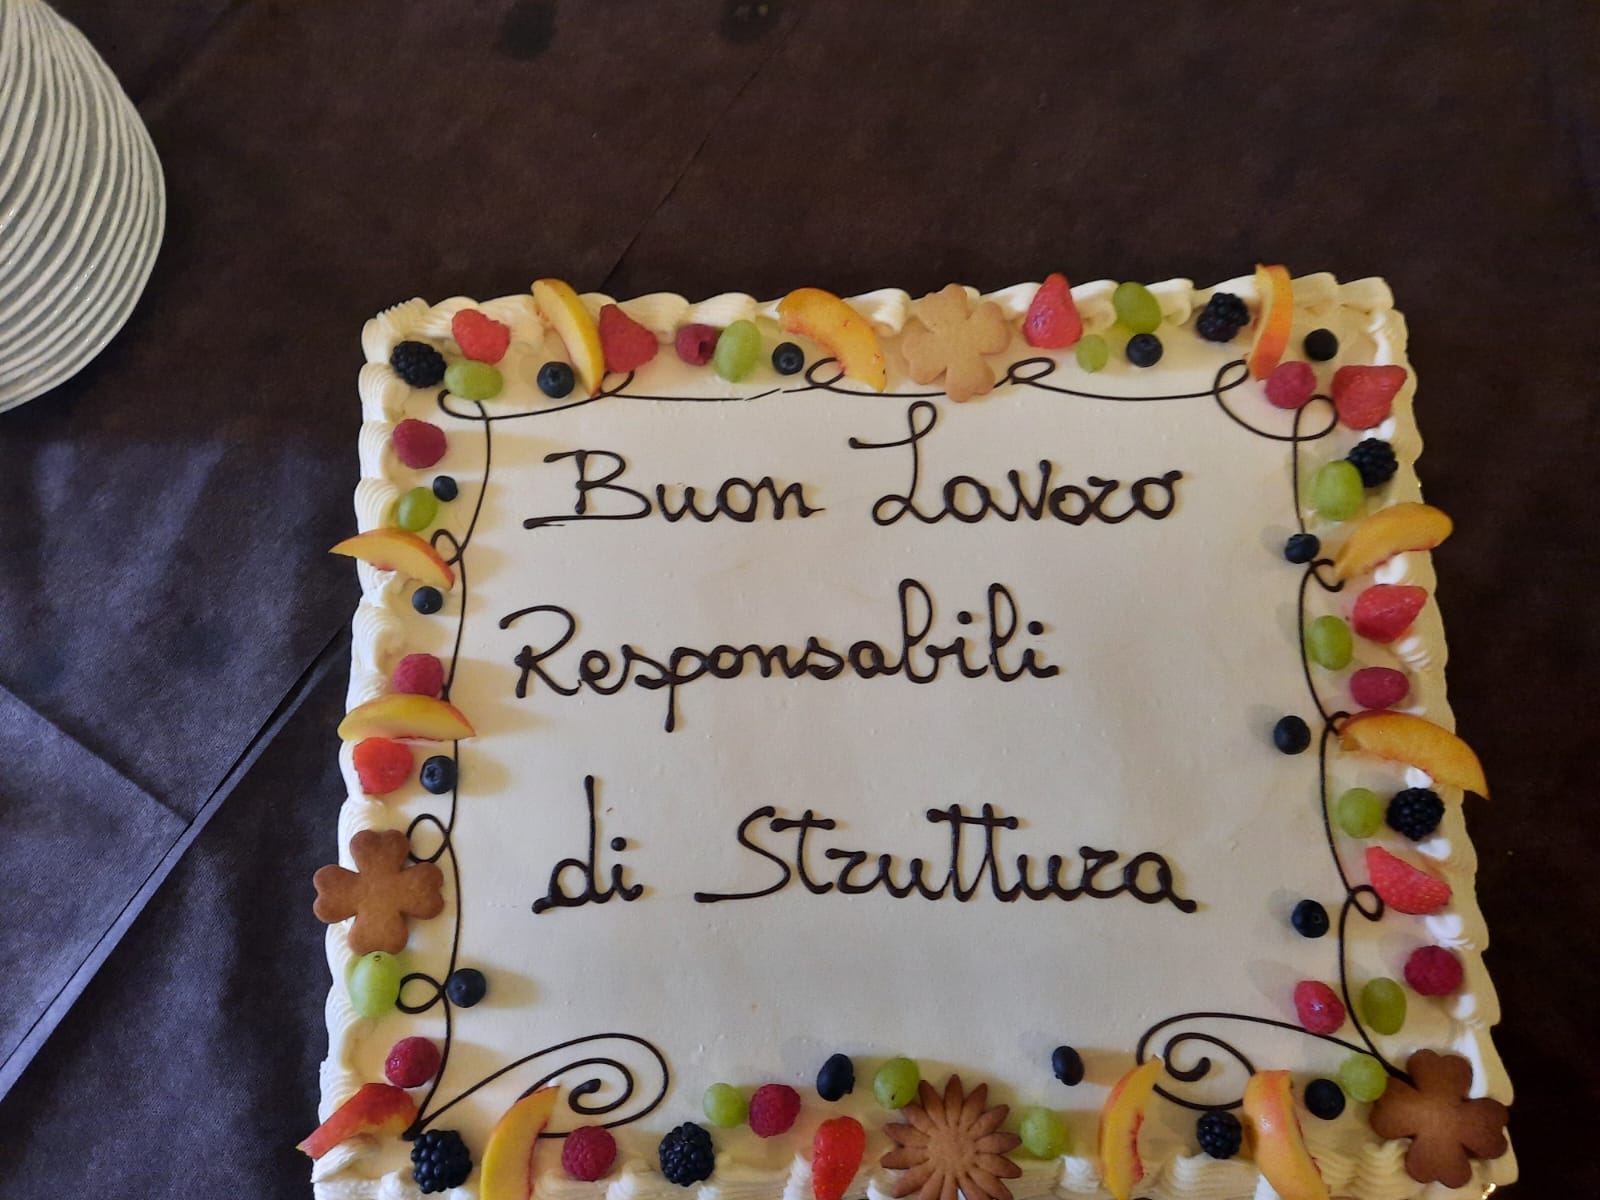 Buon Lavoro
Responsabili
di Struttura